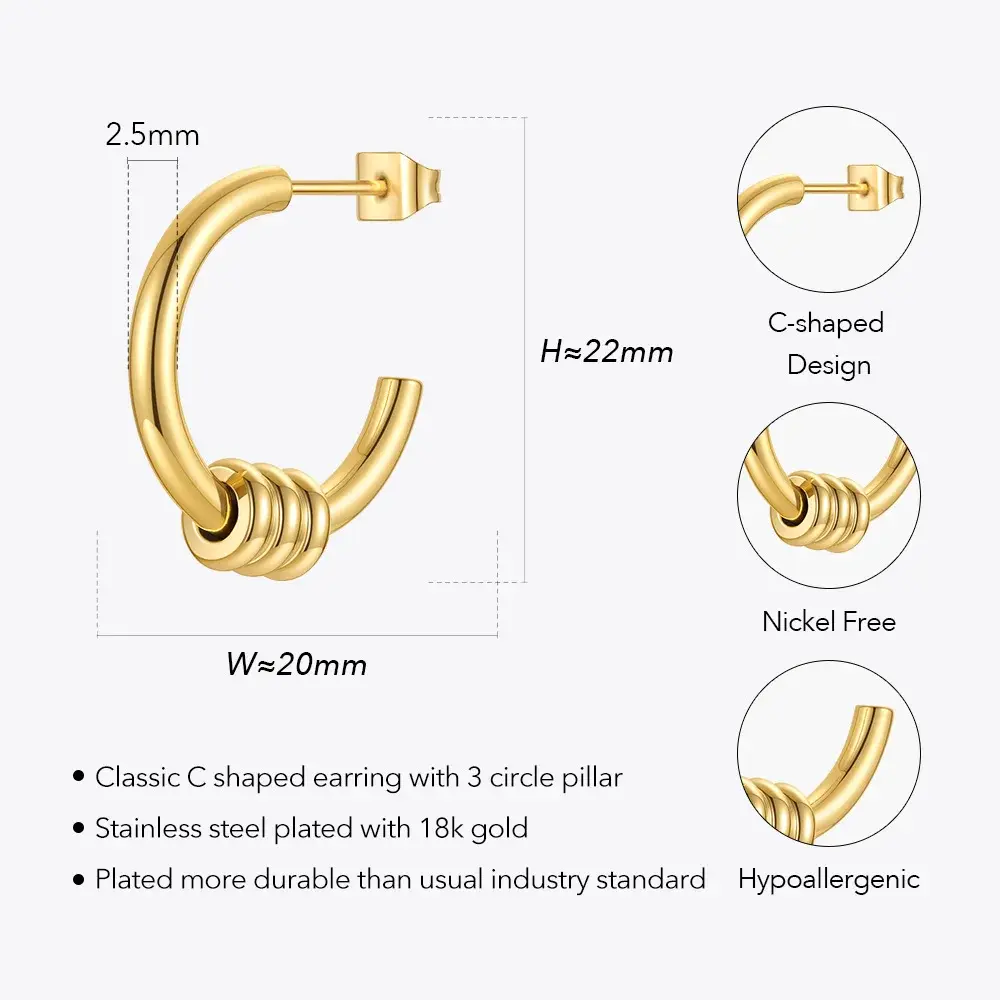 2.5mm
H≈22mm
W≈20mm
C-shaped
Design
Nickel Free
Hypoallergenic
• Classic C shaped earring with 3 circle pillar
• Stainless steel plated with 18k gold
• Plated more durable than usual industry standard